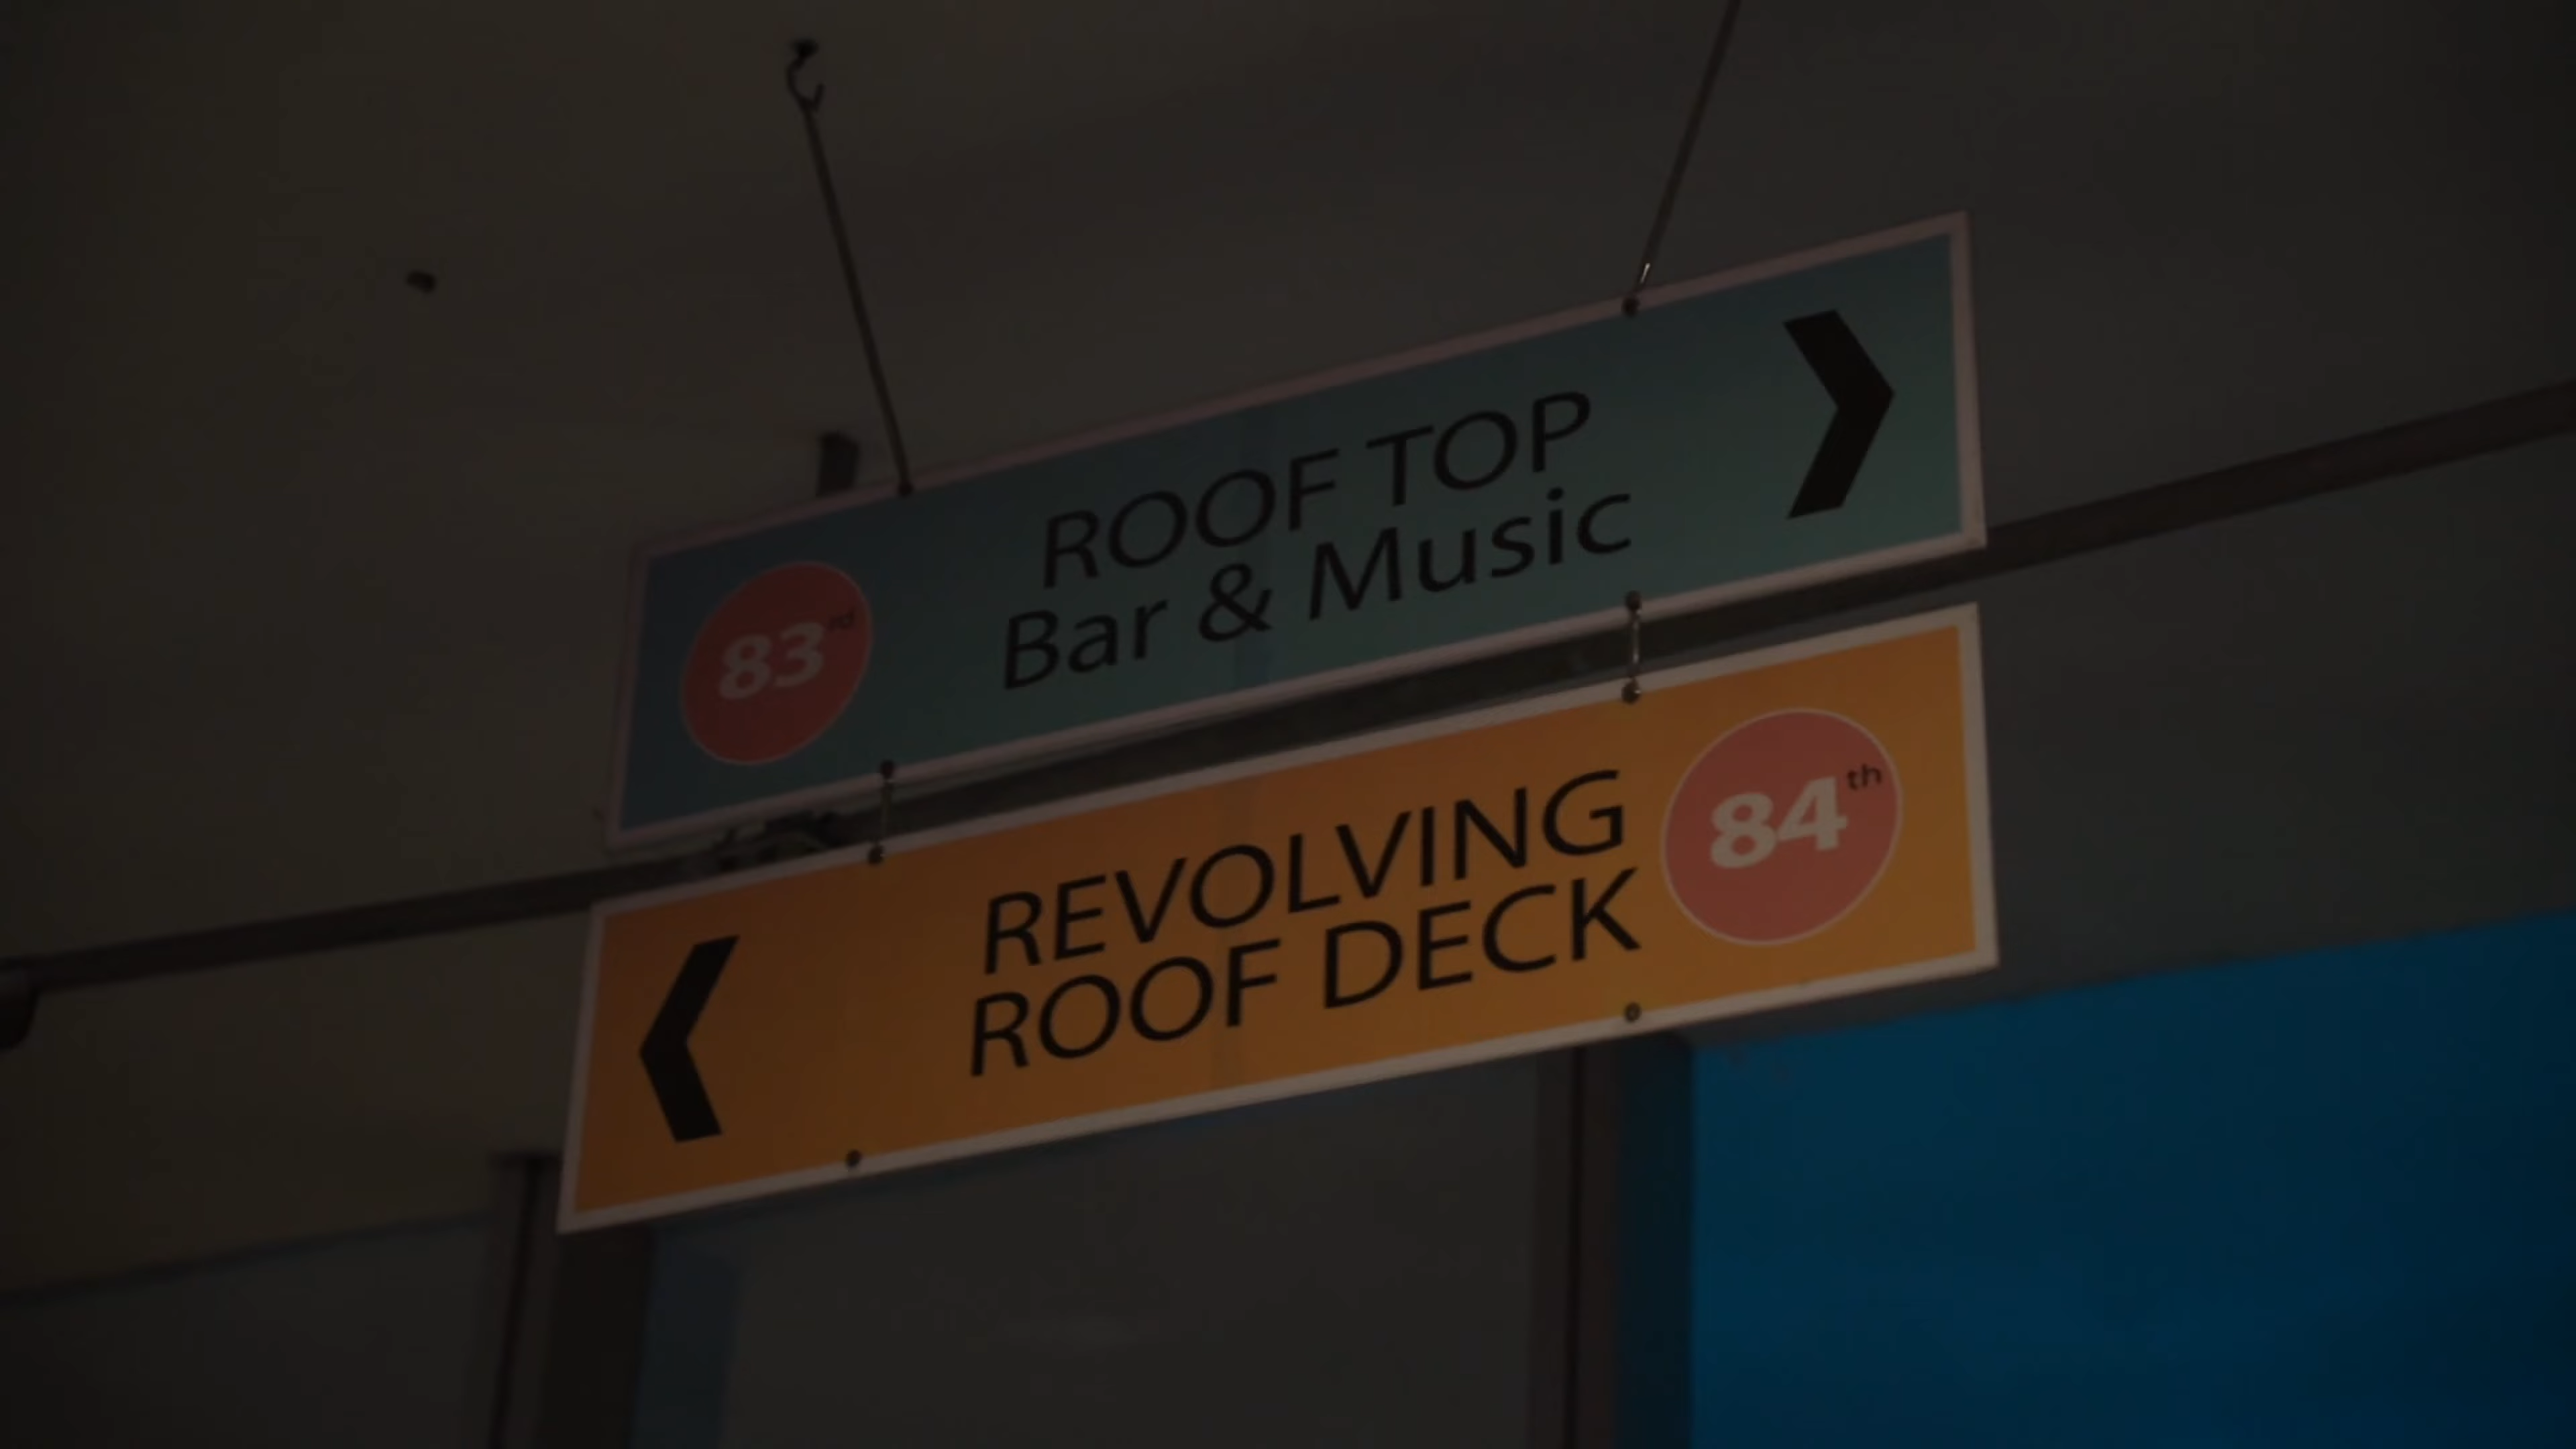 83rd
ROOF TOP
Bar & Music
REVOLVING
ROOF DECK
84th